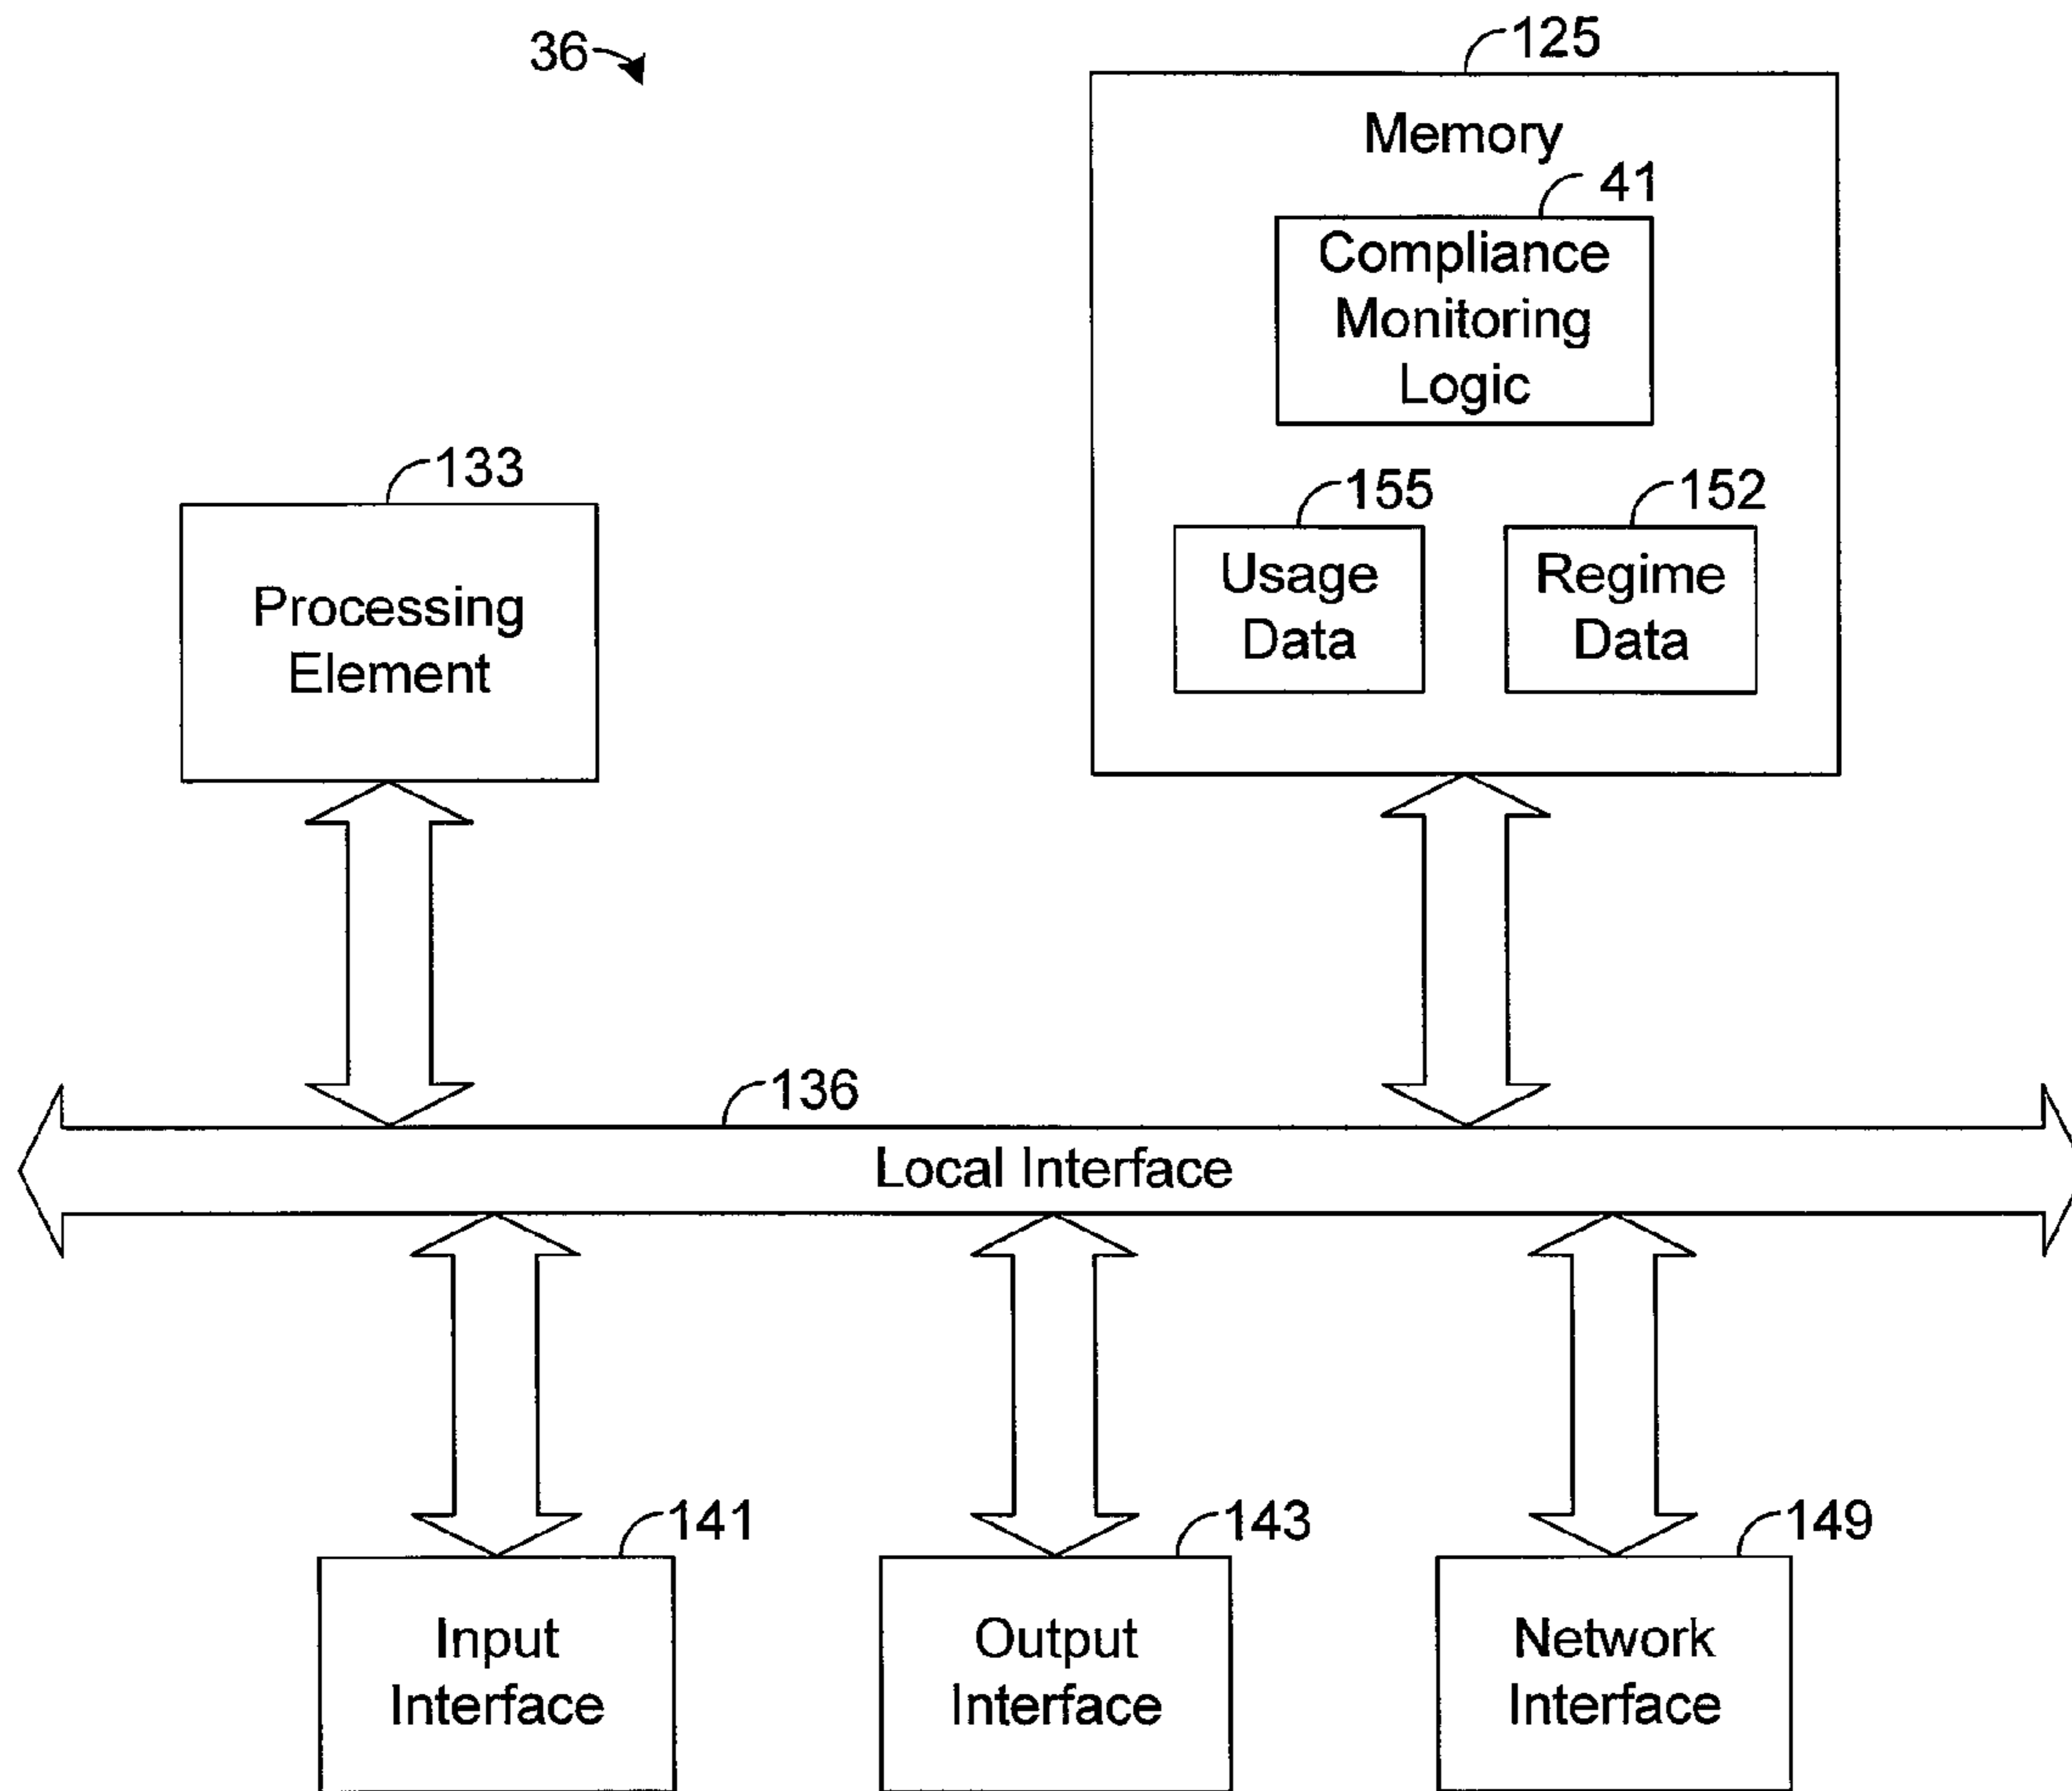 36
125
Memory
41
Compliance
Monitoring
Logic
133
155
152
Processing
Element
Usage
Data
Regime
Data
136
Local Interface
141
143
149
Input
Interface
Output
Interface
Network
Interface